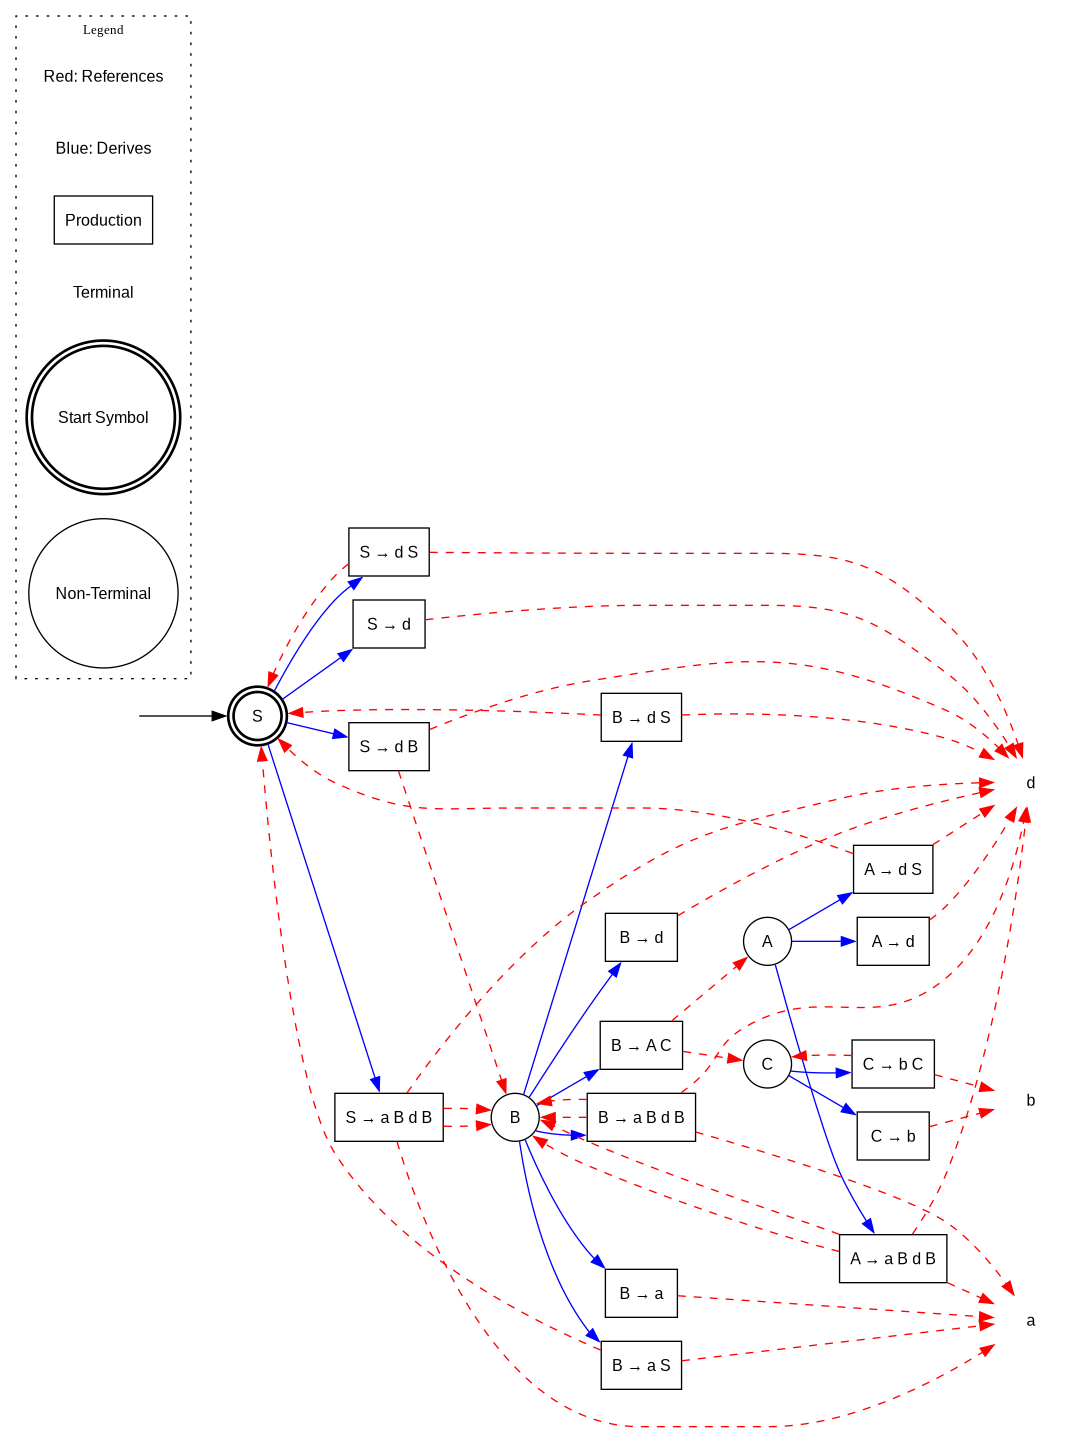 Legend
Red: References
Blue: Derives
Production
Terminal
Start Symbol
Non-Terminal
S → d S
S → d
S
B → d S
S → d B
d
A → d S
B → d
A
A → d
B → A C
C
C → b C
b
S → a B d B
B
B → a B d B
C → b
A → a B d B
B → a
a
B → a S